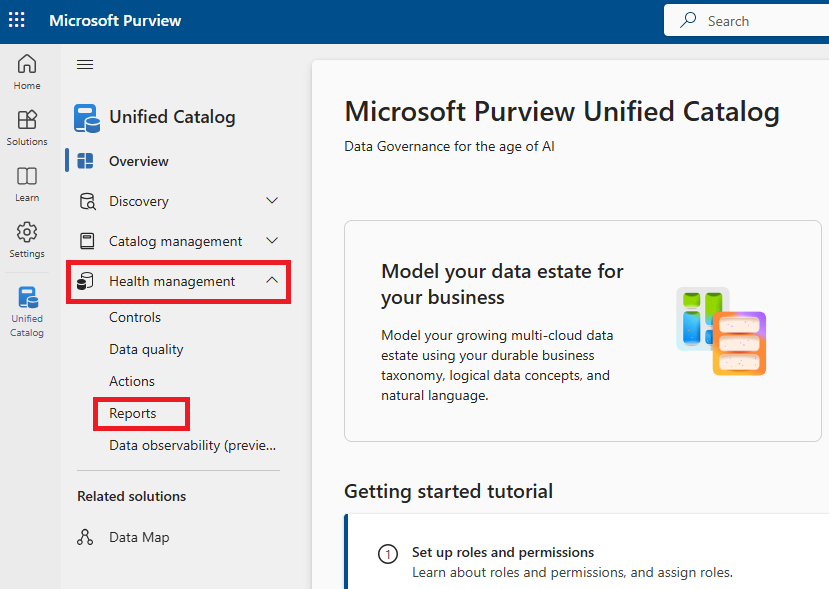 Microsoft Purview
Search
Home
Solutions
Learn
Settings
Unified
Catalog
Unified Catalog
Overview
Discovery
Catalog management
Health management
Controls
Data quality
Actions
Reports
Data observability (previe...
Related solutions
Data Map
Microsoft Purview Unified Catalog
Data Governance for the age of AI
Model your data estate for
your business
Model your growing multi-cloud data
estate using your durable business
taxonomy, logical data concepts, and
natural language.
Getting started tutorial
1
Set up roles and permissions
Learn about roles and permissions, and assign roles.